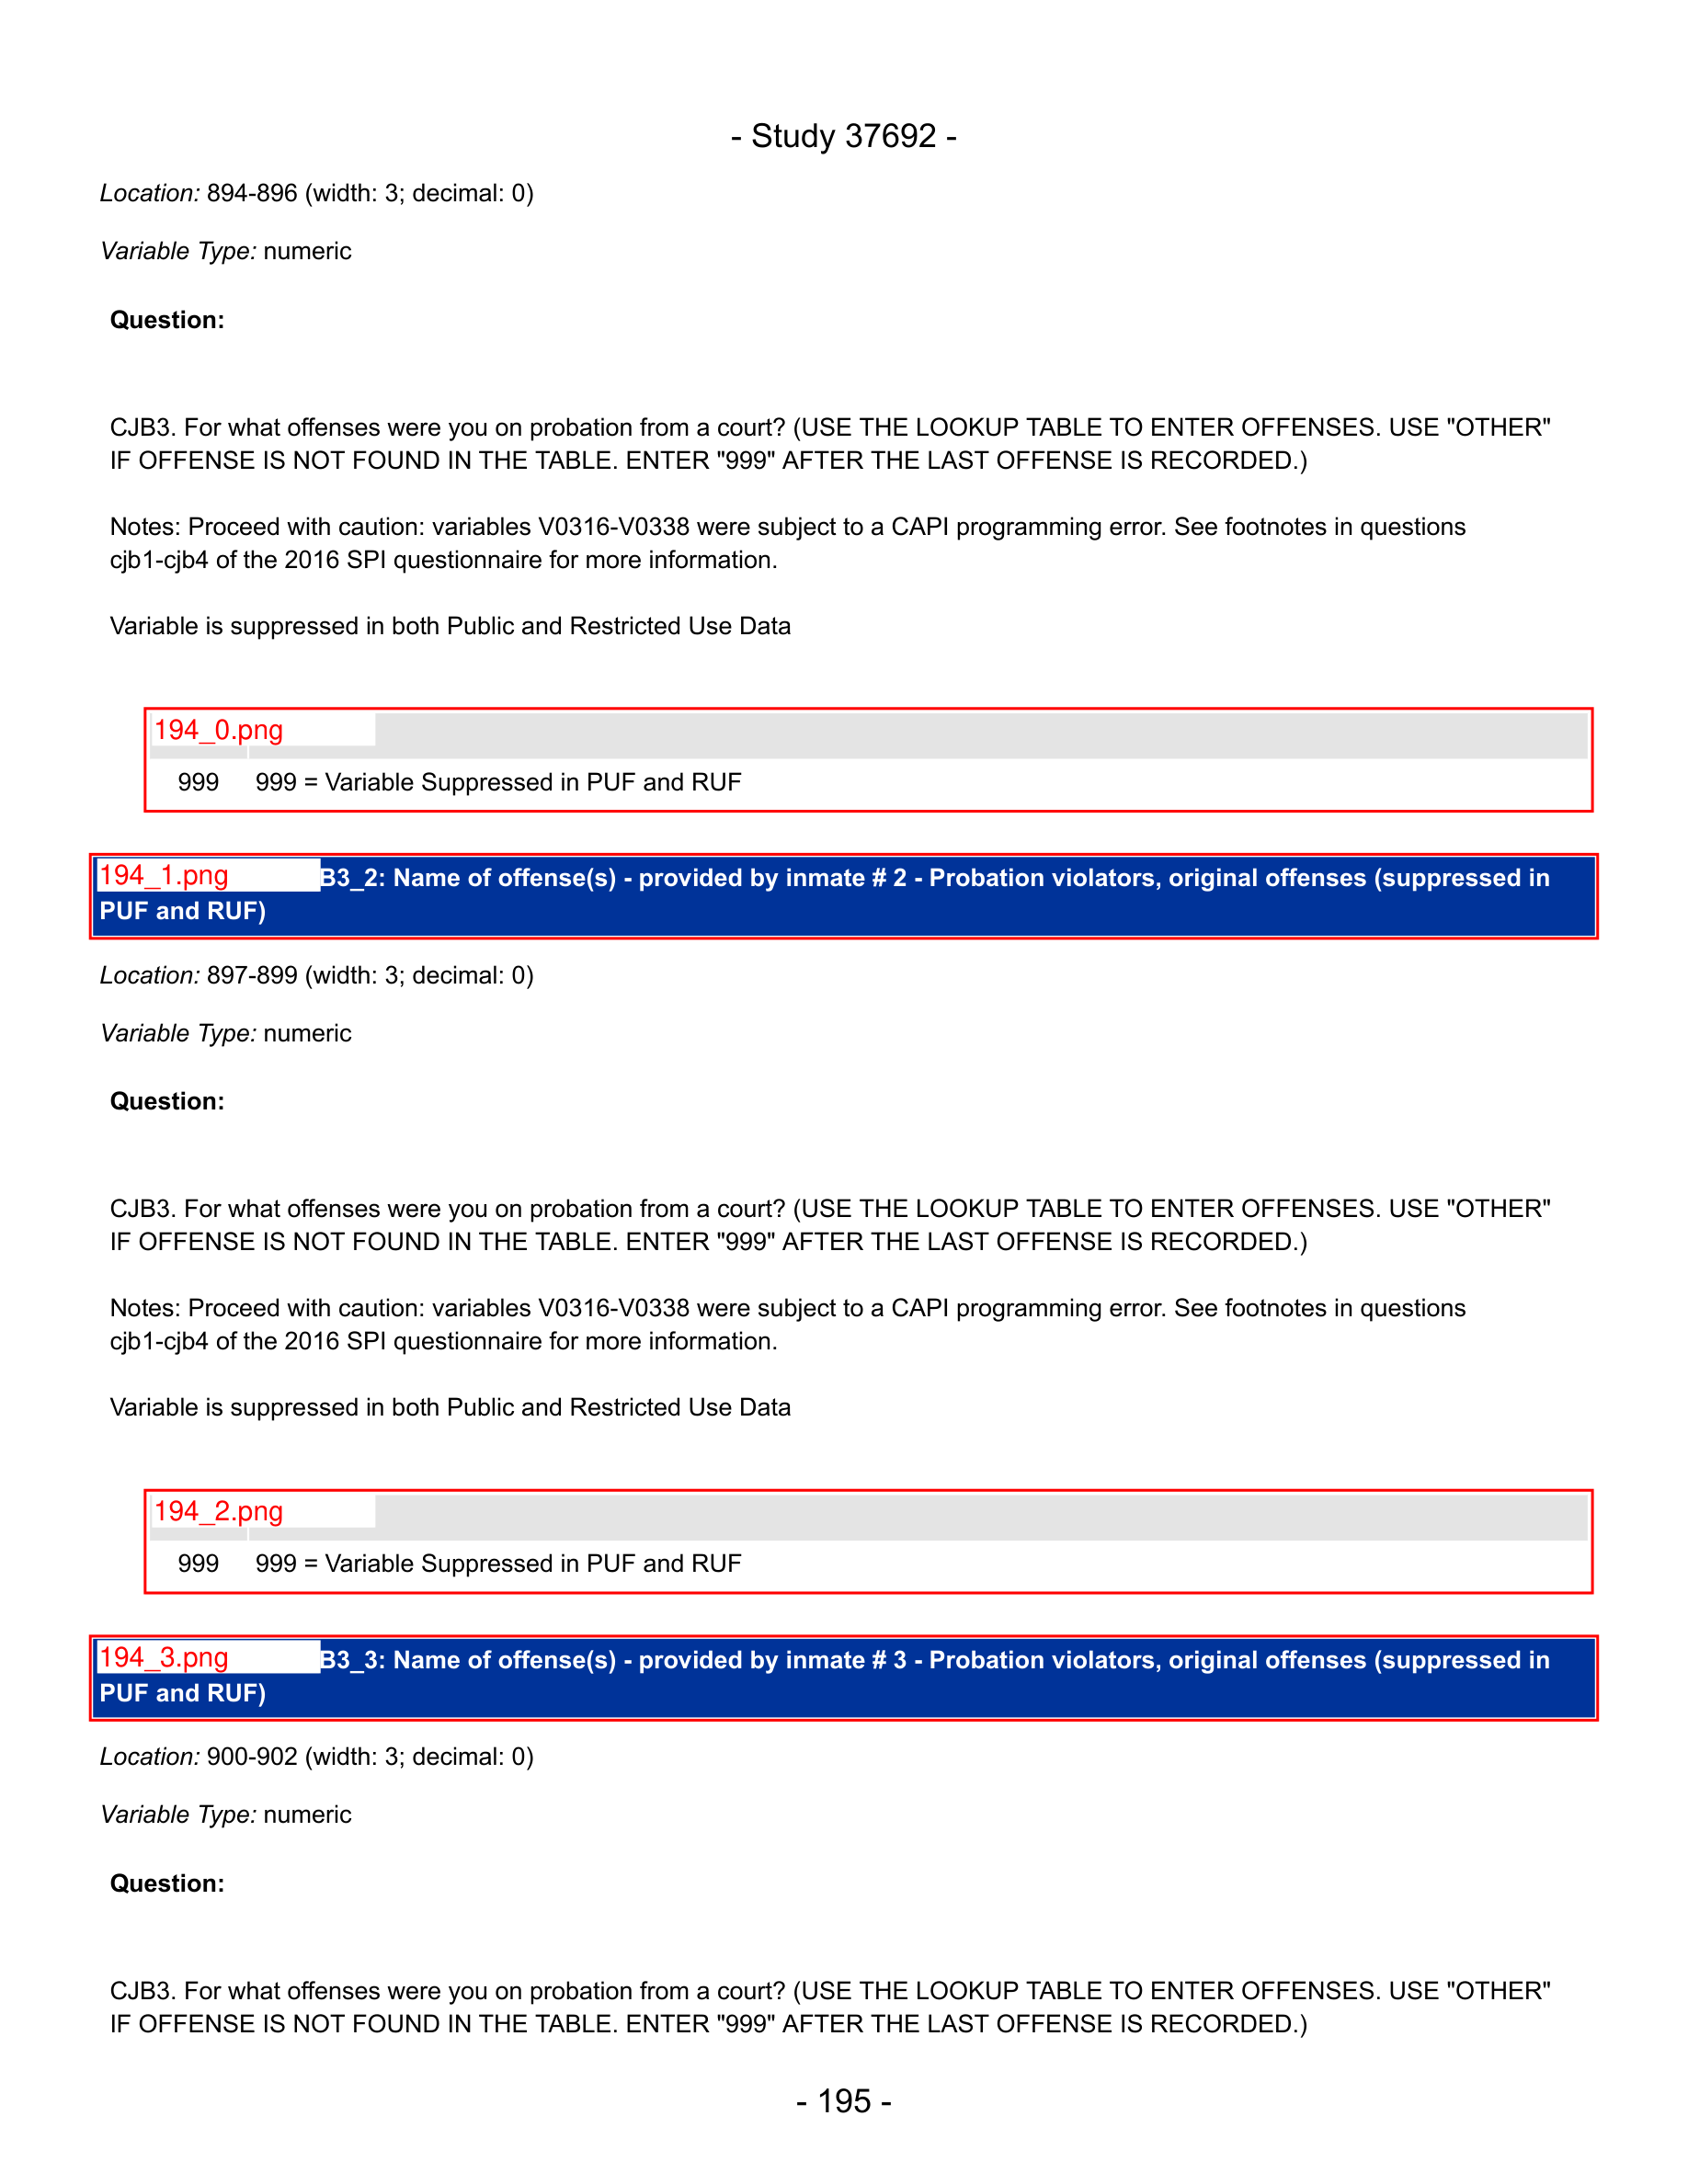 - Study 37692 -
Location: 894-896 (width: 3; decimal: 0)
Variable Type: numeric
Question:
CJB3. For what offenses were you on probation from a court? (USE THE LOOKUP TABLE TO ENTER OFFENSES. USE "OTHER"
IF OFFENSE IS NOT FOUND IN THE TABLE. ENTER "999" AFTER THE LAST OFFENSE IS RECORDED.)
Notes: Proceed with caution: variables V0316-V0338 were subject to a CAPI programming error. See footnotes in questions
cjb1-cjb4 of the 2016 SPI questionnaire for more information.
Variable is suppressed in both Public and Restricted Use Data
194_0.png
999 999 = Variable Suppressed in PUF and RUF
194_1.png B3_2: Name of offense(s) - provided by inmate # 2 - Probation violators, original offenses (suppressed in
PUF and RUF)
Location: 897-899 (width: 3; decimal: 0)
Variable Type: numeric
Question:
CJB3. For what offenses were you on probation from a court? (USE THE LOOKUP TABLE TO ENTER OFFENSES. USE "OTHER"
IF OFFENSE IS NOT FOUND IN THE TABLE. ENTER "999" AFTER THE LAST OFFENSE IS RECORDED.)
Notes: Proceed with caution: variables V0316-V0338 were subject to a CAPI programming error. See footnotes in questions
cjb1-cjb4 of the 2016 SPI questionnaire for more information.
Variable is suppressed in both Public and Restricted Use Data
194_2.png
999 999 = Variable Suppressed in PUF and RUF
194_3.png B3_3: Name of offense(s) - provided by inmate # 3 - Probation violators, original offenses (suppressed in
PUF and RUF)
Location: 900-902 (width: 3; decimal: 0)
Variable Type: numeric
Question:
CJB3. For what offenses were you on probation from a court? (USE THE LOOKUP TABLE TO ENTER OFFENSES. USE "OTHER"
IF OFFENSE IS NOT FOUND IN THE TABLE. ENTER "999" AFTER THE LAST OFFENSE IS RECORDED.)
- 195 -